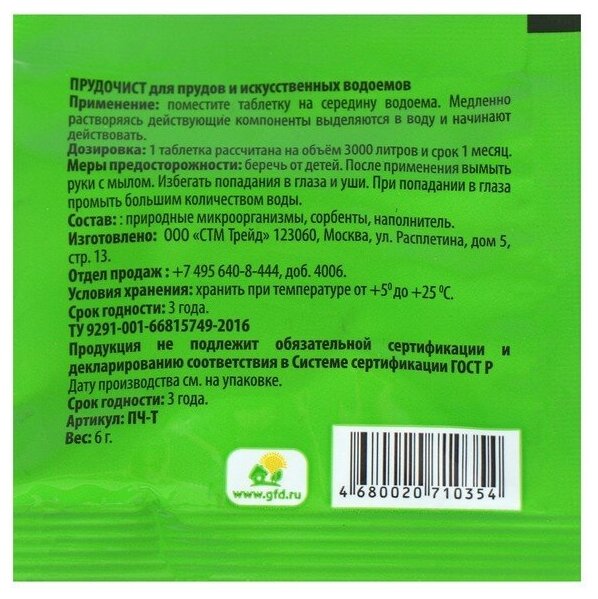 ПРУДОЧИСТ для прудов и искусственных водоемов
Применение: поместите таблетку на середину водоема. Медленно
растворяясь действующие компоненты выделяются в воду и начинают
действовать.
Дозировка: 1 таблетка рассчитана на объём 3000 литров и срок 1 месяц.
Меры предосторожности: беречь от детей. После применения вымыть
руки с мылом. Избегать попадания в глаза и уши. При попадании в глаза
промыть большим количеством воды.
Состав: : природные микроорганизмы, сорбенты, наполнитель.
Изготовлено: ООО «СТМ Трейд» 123060, Москва, ул. Расплетина, дом 5,
стр. 13.
Отдел продаж : +7 495 640-8-444, доб. 4006.
Условия хранения: хранить при температуре от +5⁰ до +25 ⁰С.
Срок годности: 3 года.
ТУ 9291-001-66815749-2016
Продукция не подлежит обязательной сертификации и
декларированию соответствия в Системе сертификации ГОСТ Р
Дату производства см. на упаковке.
Срок годности: 3 года.
Артикул: ПЧ-Т
Вес: 6 г.
www.gfd.ru
4 680020 710354